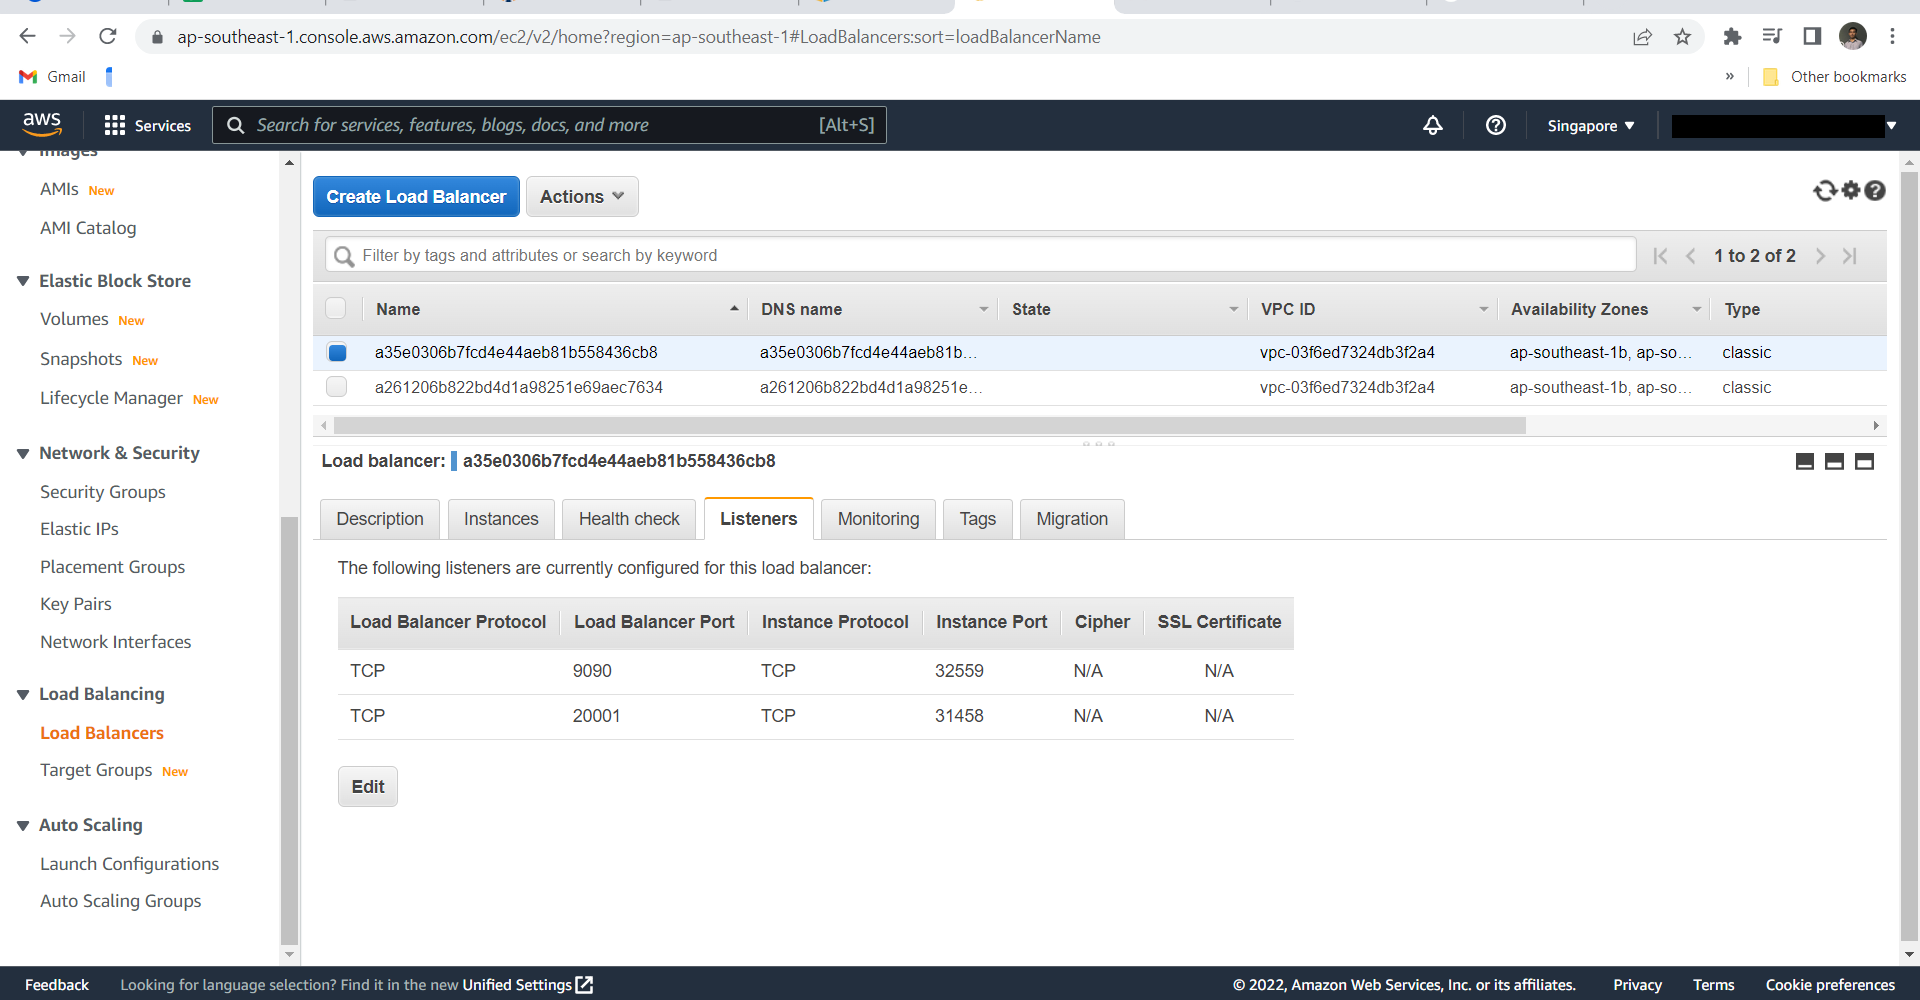 ap-southeast-1.console.aws.amazon.com/ec2/v2/home?region=ap-southeast-1#LoadBalancers:sort=loadBalancerName
Gmail
»
Other bookmarks
aws
Services
Search for services, features, blogs, docs, and more
[Alt+S]
Singapore
Images
AMIs New
AMI Catalog
Elastic Block Store
Volumes New
Snapshots New
Lifecycle Manager New
Network & Security
Security Groups
Elastic IPs
Placement Groups
Key Pairs
Network Interfaces
Load Balancing
Load Balancers
Target Groups New
Auto Scaling
Launch Configurations
Auto Scaling Groups
Create Load Balancer
Actions
Filter by tags and attributes or search by keyword
1 to 2 of 2
Name DNS name State VPC ID Availability Zones Type
a35e0306b7fcd4e44aeb81b558436cb8 a35e0306b7fcd4e44aeb81b... vpc-03f6ed7324db3f2a4 ap-southeast-1b, ap-so... classic
a261206b822bd4d1a98251e69aec7634 a261206b822bd4d1a98251e... vpc-03f6ed7324db3f2a4 ap-southeast-1b, ap-so... classic
Load balancer: a35e0306b7fcd4e44aeb81b558436cb8
Description Instances Health check Listeners Monitoring Tags Migration
The following listeners are currently configured for this load balancer:
Load Balancer Protocol Load Balancer Port Instance Protocol Instance Port Cipher SSL Certificate
TCP 9090 TCP 32559 N/A N/A
TCP 20001 TCP 31458 N/A N/A
Edit
Feedback
Looking for language selection? Find it in the new Unified Settings
© 2022, Amazon Web Services, Inc. or its affiliates.
Privacy
Terms
Cookie preferences